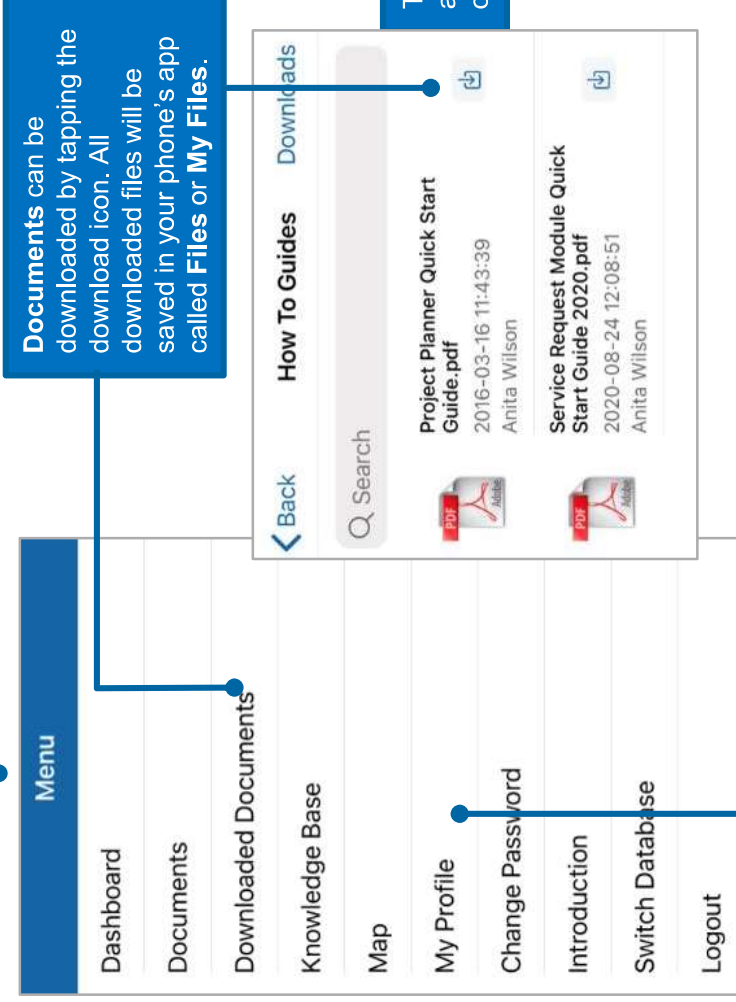 Documents can be
downloaded by tapping the
download icon. All
downloaded files will be
saved in your phone's app
called Files or My Files.
Menu
Dashboard
Documents
Downloaded Documents
Knowledge Base
Map
My Profile
Change Password
Introduction
Switch Database
Logout
Back
How To Guides
Downloads
Search
PDF
Adobe
Project Planner Quick Start
Guide.pdf
2016-03-16 11:43:39
Anita Wilson
PDF
Adobe
Service Request Module Quick
Start Guide 2020.pdf
2020-08-24 12:08:51
Anita Wilson